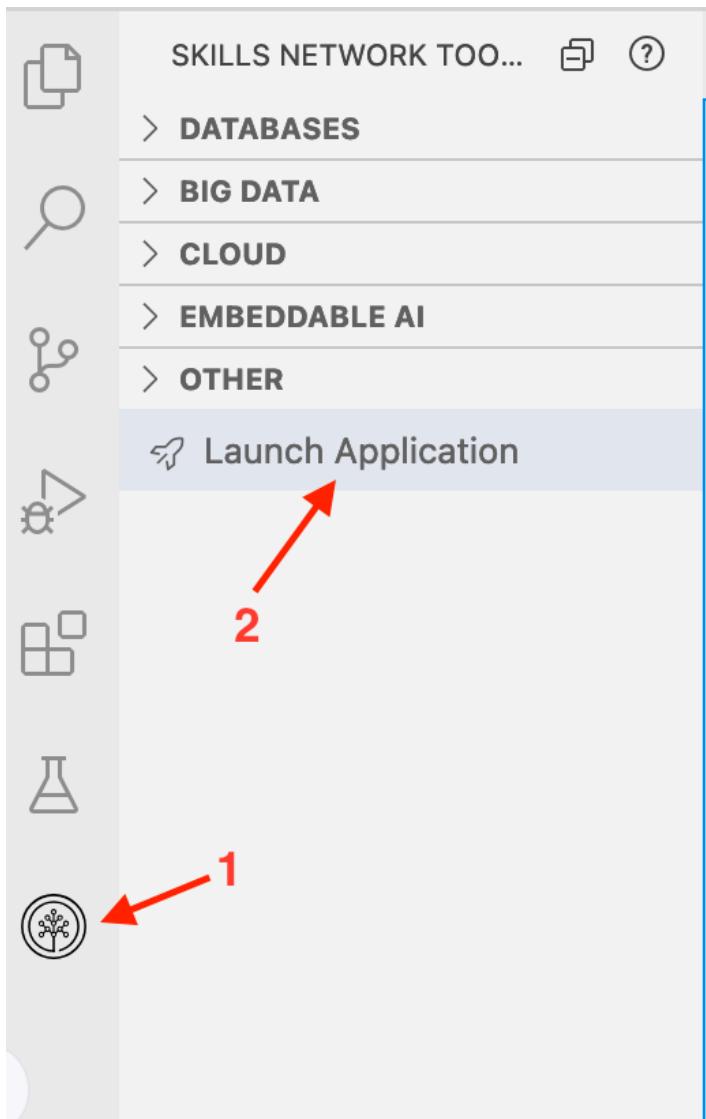 SKILLS NETWORK TOO...
DATABASES
BIG DATA
CLOUD
EMBEDDABLE AI
OTHER
Launch Application
2
1